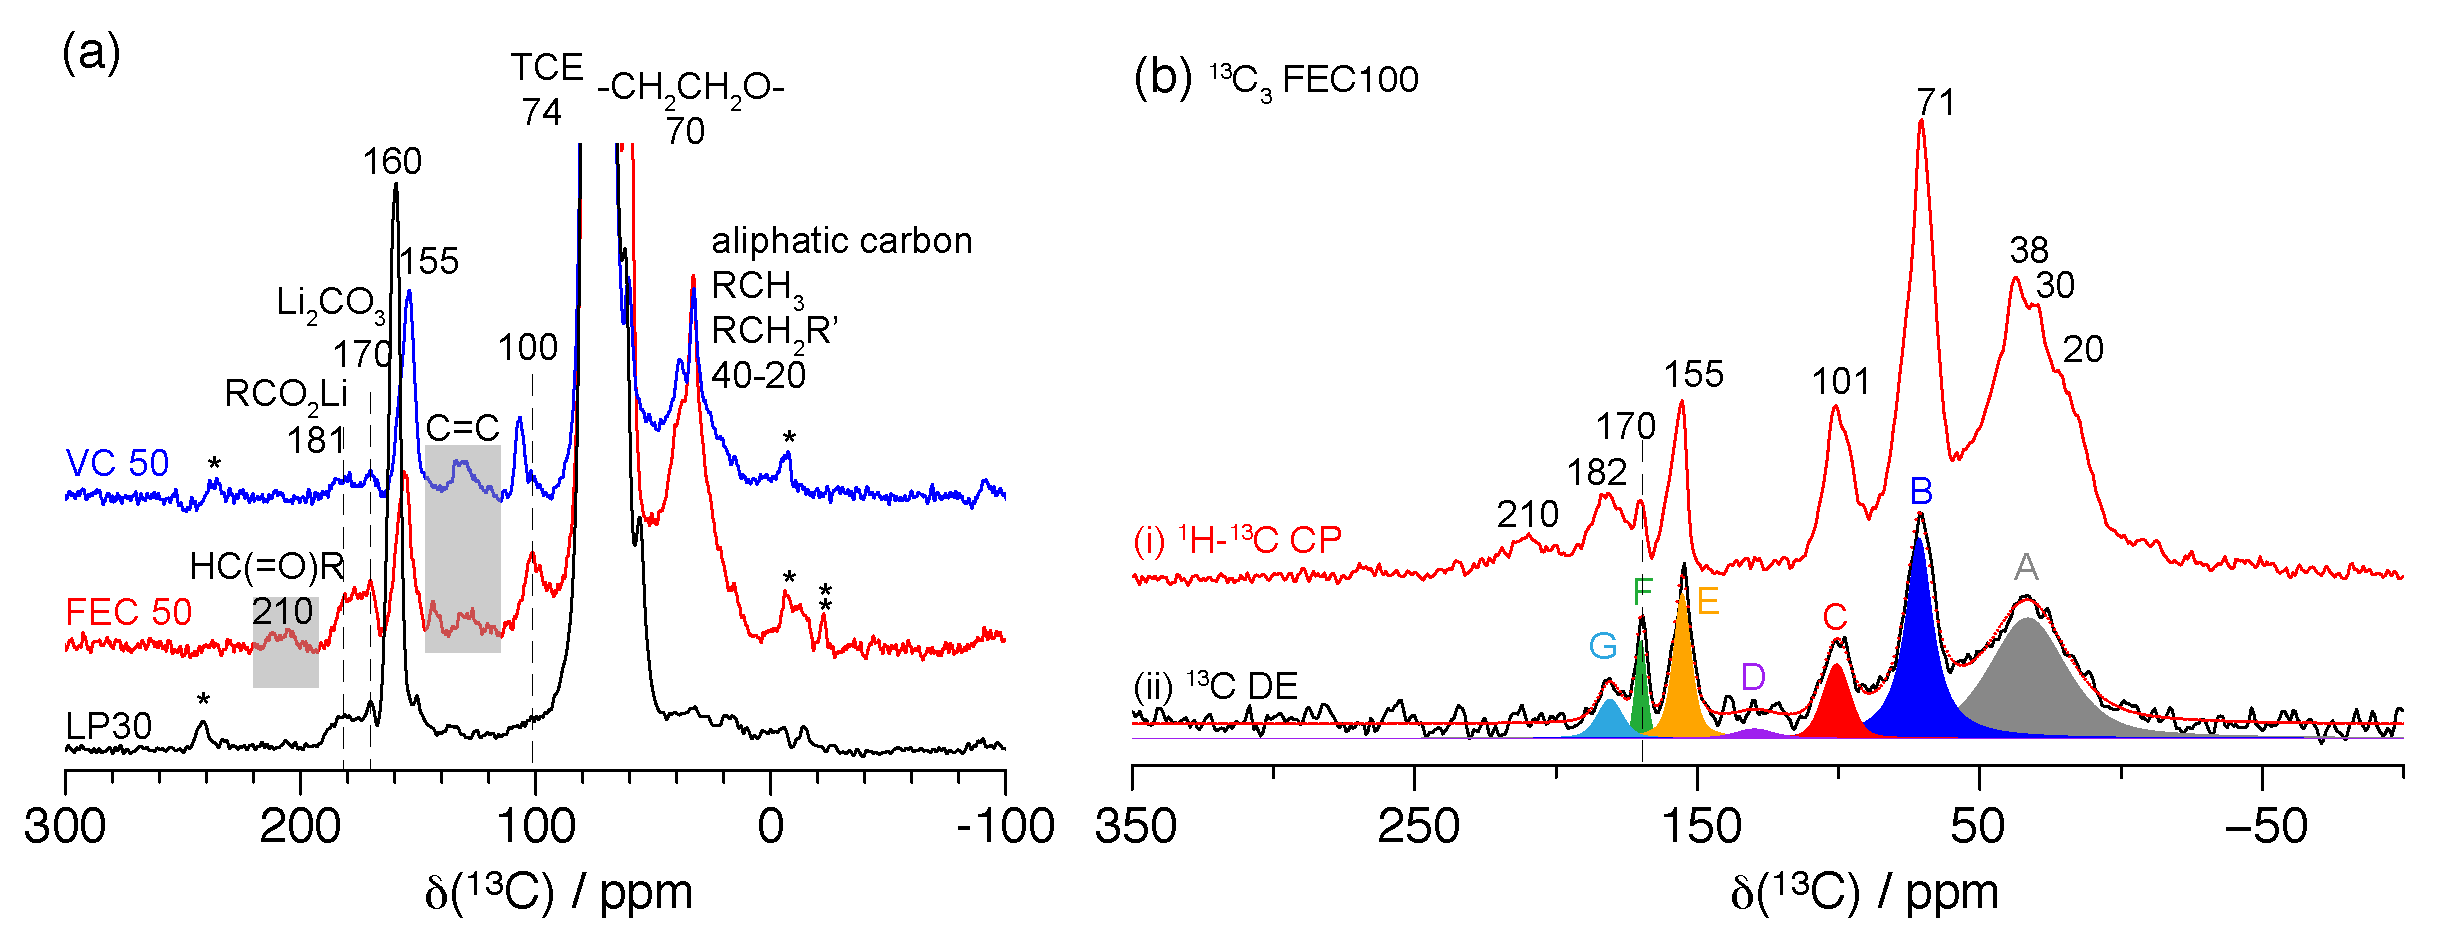 (a)
TCE
74
-CH₂CH₂O-
70
160
155
Li₂CO₃
170
RCO₂Li
181
100
C=C
aliphatic carbon
RCH₃
RCH₂R’
40-20
VC 50
*
*
HC(=O)R
210
FEC 50
*
*
*
LP30
*
300
200
100
0
-100
δ(¹³C) / ppm
(b) ¹³C₃ FEC100
71
38
30
20
101
155
170
182
210
(i) ¹H-¹³C CP
(ii) ¹³C DE
G
F
E
D
C
B
A
350
250
150
50
−50
δ(¹³C) / ppm